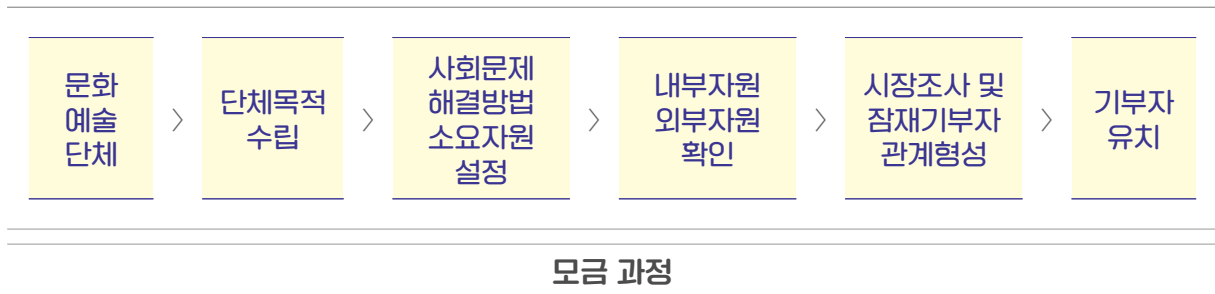 문화
예술
단체
단체목적
수립
사회문제
해결방법
소요자원
설정
내부자원
외부자원
확인
시장조사 및
잠재기부자
관계형성
기부자
유치
모금 과정